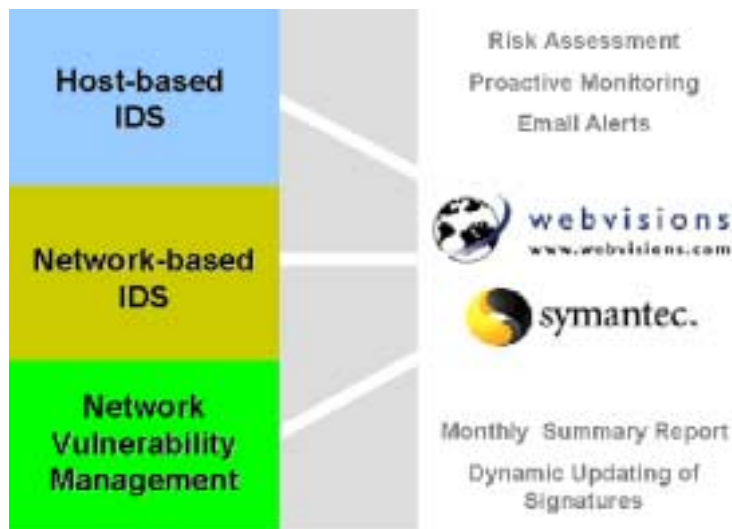 Host-based
IDS
Network-based
IDS
Network
Vulnerability
Management
Risk Assessment
Proactive Monitoring
Email Alerts
webvisions
www.webvisions.com
symantec.
Monthly Summary Report
Dynamic Updating of
Signatures